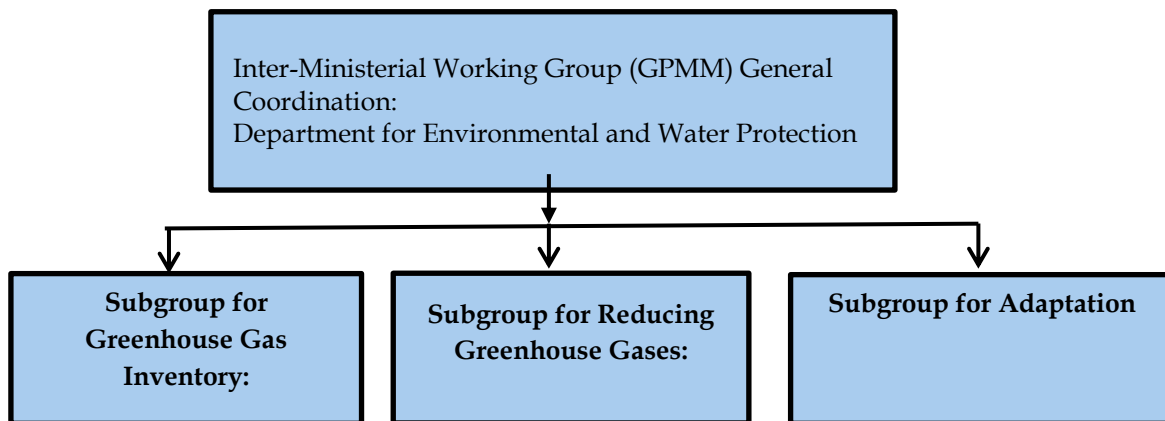 Inter-Ministerial Working Group (GPMM) General
Coordination:
Department for Environmental and Water Protection
Subgroup for
Greenhouse Gas
Inventory:
Subgroup for Reducing
Greenhouse Gases:
Subgroup for Adaptation